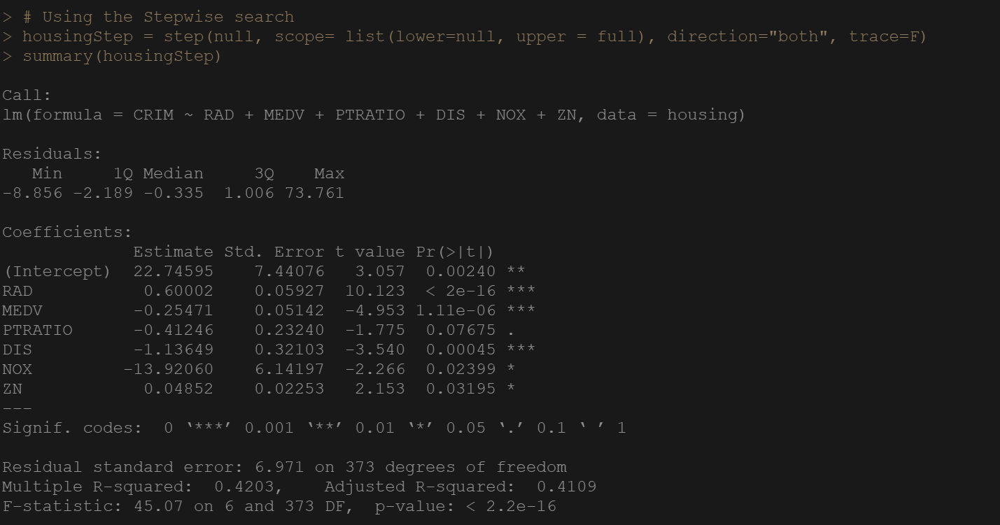 > # Using the Stepwise search
> housingStep = step(null, scope= list(lower=null, upper = full), direction="both", trace=F)
> summary(housingStep)
Call:
lm(formula = CRIM ~ RAD + MEDV + PTRATIO + DIS + NOX + ZN, data = housing)
Residuals:
   Min     1Q Median     3Q    Max
-8.856 -2.189 -0.335  1.006 73.761
Coefficients:
             Estimate Std. Error t value Pr(>|t|)
(Intercept)  22.74595    7.44076   3.057  0.00240 **
RAD           0.60002    0.05927  10.123  < 2e-16 ***
MEDV         -0.25471    0.05142  -4.953 1.11e-06 ***
PTRATIO      -0.41246    0.23240  -1.775  0.07675 .
DIS          -1.13649    0.32103  -3.540  0.00045 ***
NOX         -13.92060    6.14197  -2.266  0.02399 *
ZN            0.04852    0.02253   2.153  0.03195 *
---
Signif. codes:  0 ‘***’ 0.001 ‘**’ 0.01 ‘*’ 0.05 ‘.’ 0.1 ‘ ’ 1
Residual standard error: 6.971 on 373 degrees of freedom
Multiple R-squared:  0.4203,    Adjusted R-squared:  0.4109
F-statistic: 45.07 on 6 and 373 DF,  p-value: < 2.2e-16